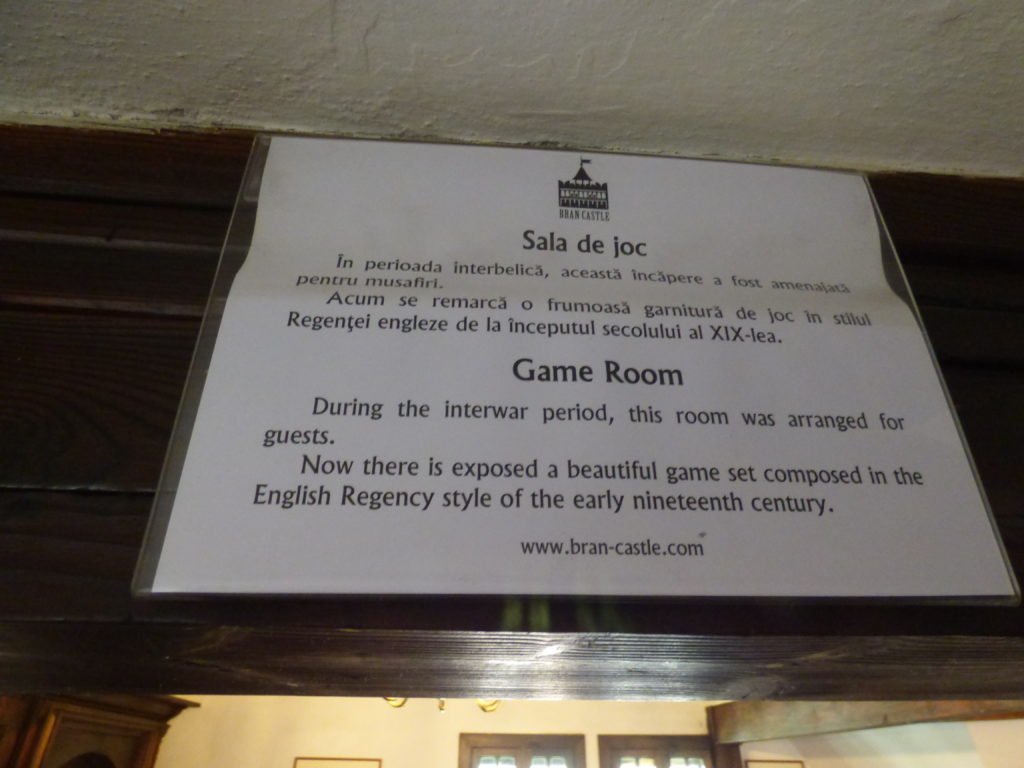 BRAN CASTLE
Sala de joc
În perioada interbelică, această încăpere a fost amenajată
pentru musafiri.
Acum se remarcă o frumoasă garnitură de joc în stilul
Regenţei engleze de la începutul secolului al XIX-lea.
Game Room
During the interwar period, this room was arranged for
guests.
Now there is exposed a beautiful game set composed in the
English Regency style of the early nineteenth century.
www.bran-castle.com